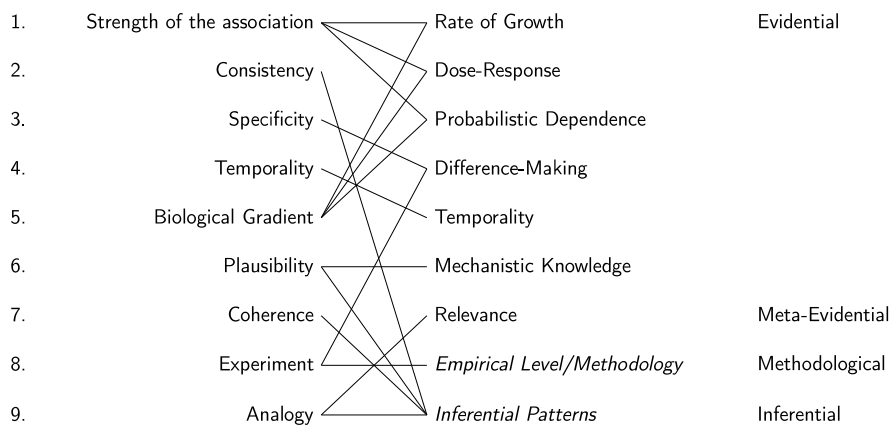 1. Strength of the association Rate of Growth Evidential
2. Consistency Dose-Response
3. Specificity Probabilistic Dependence
4. Temporality Difference-Making
5. Biological Gradient Temporality
6. Plausibility Mechanistic Knowledge
7. Coherence Relevance Meta-Evidential
8. Experiment Empirical Level/Methodology Methodological
9. Analogy Inferential Patterns Inferential